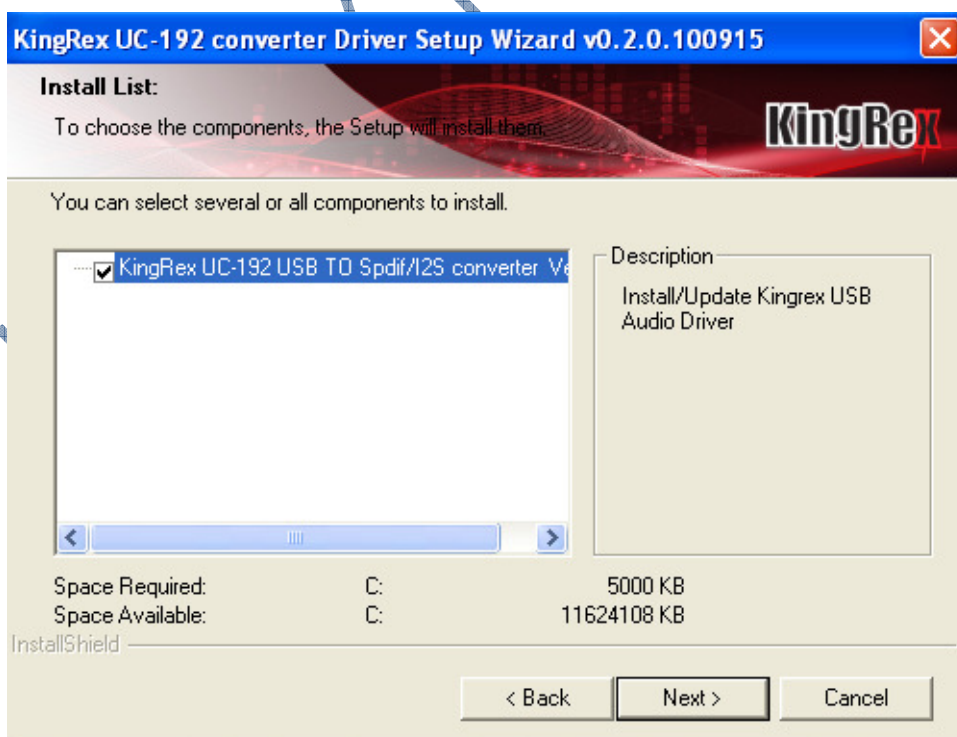 KingRex UC-192 converter Driver Setup Wizard v0.2.0.100915
Install List:
To choose the components, the Setup will install them.
KingRex
You can select several or all components to install.
KingRex UC-192 USB TO Spdif/I2S converter Ve
Description
Install/Update Kingrex USB
Audio Driver
Space Required: C: 5000 KB
Space Available: C: 11624108 KB
InstallShield
< Back Next > Cancel